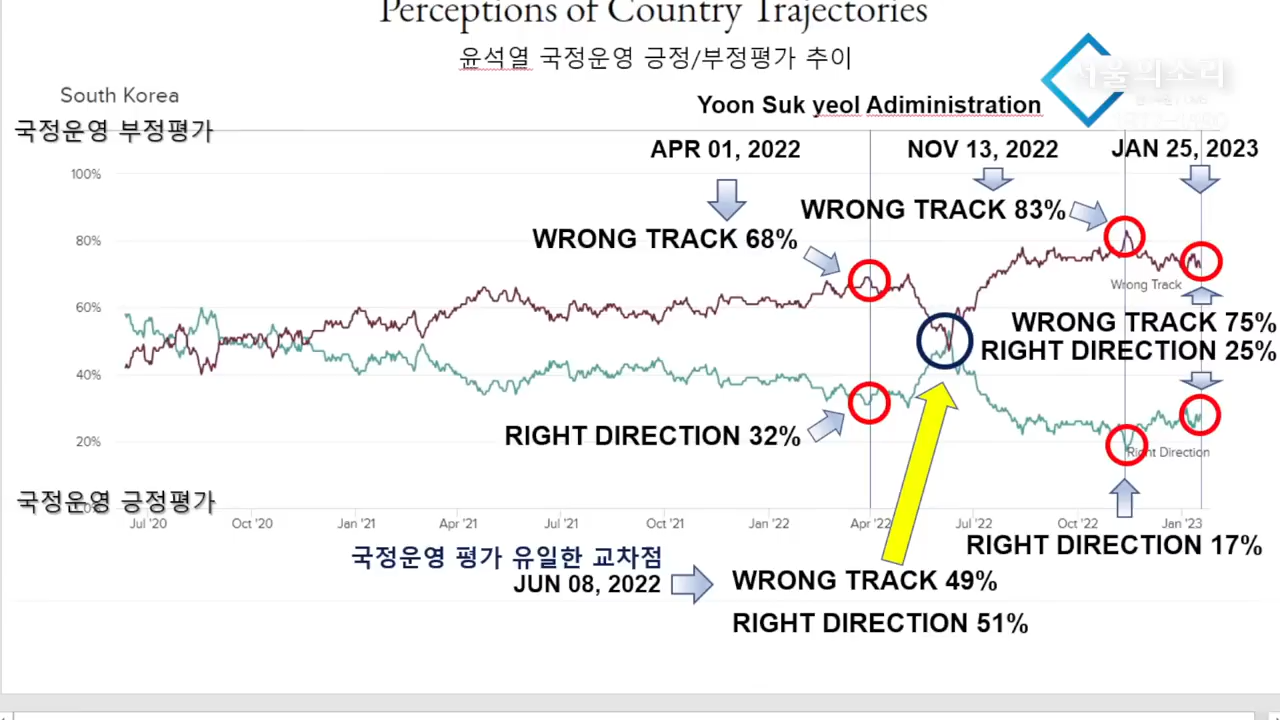 Perceptions of Country Trajectories
윤석열 국정운영 긍정/부정평가 추이
서울의소리
South Korea
Yoon Suk yeol Adiministration
국정운영 부정평가
APR 01, 2022
NOV 13, 2022
JAN 25, 2023
100%
WRONG TRACK 83%
80%
WRONG TRACK 68%
Wrong Track
60%
WRONG TRACK 75%
RIGHT DIRECTION 25%
40%
RIGHT DIRECTION 32%
20%
Right Direction
국정운영 긍정평가
Jul '20
Oct '20
Jan '21
Apr '21
Jul '21
Oct '21
Jan '22
Apr '22
Jul '22
Oct '22
Jan '23
RIGHT DIRECTION 17%
국정운영 평가 유일한 교차점
JUN 08, 2022
WRONG TRACK 49%
RIGHT DIRECTION 51%